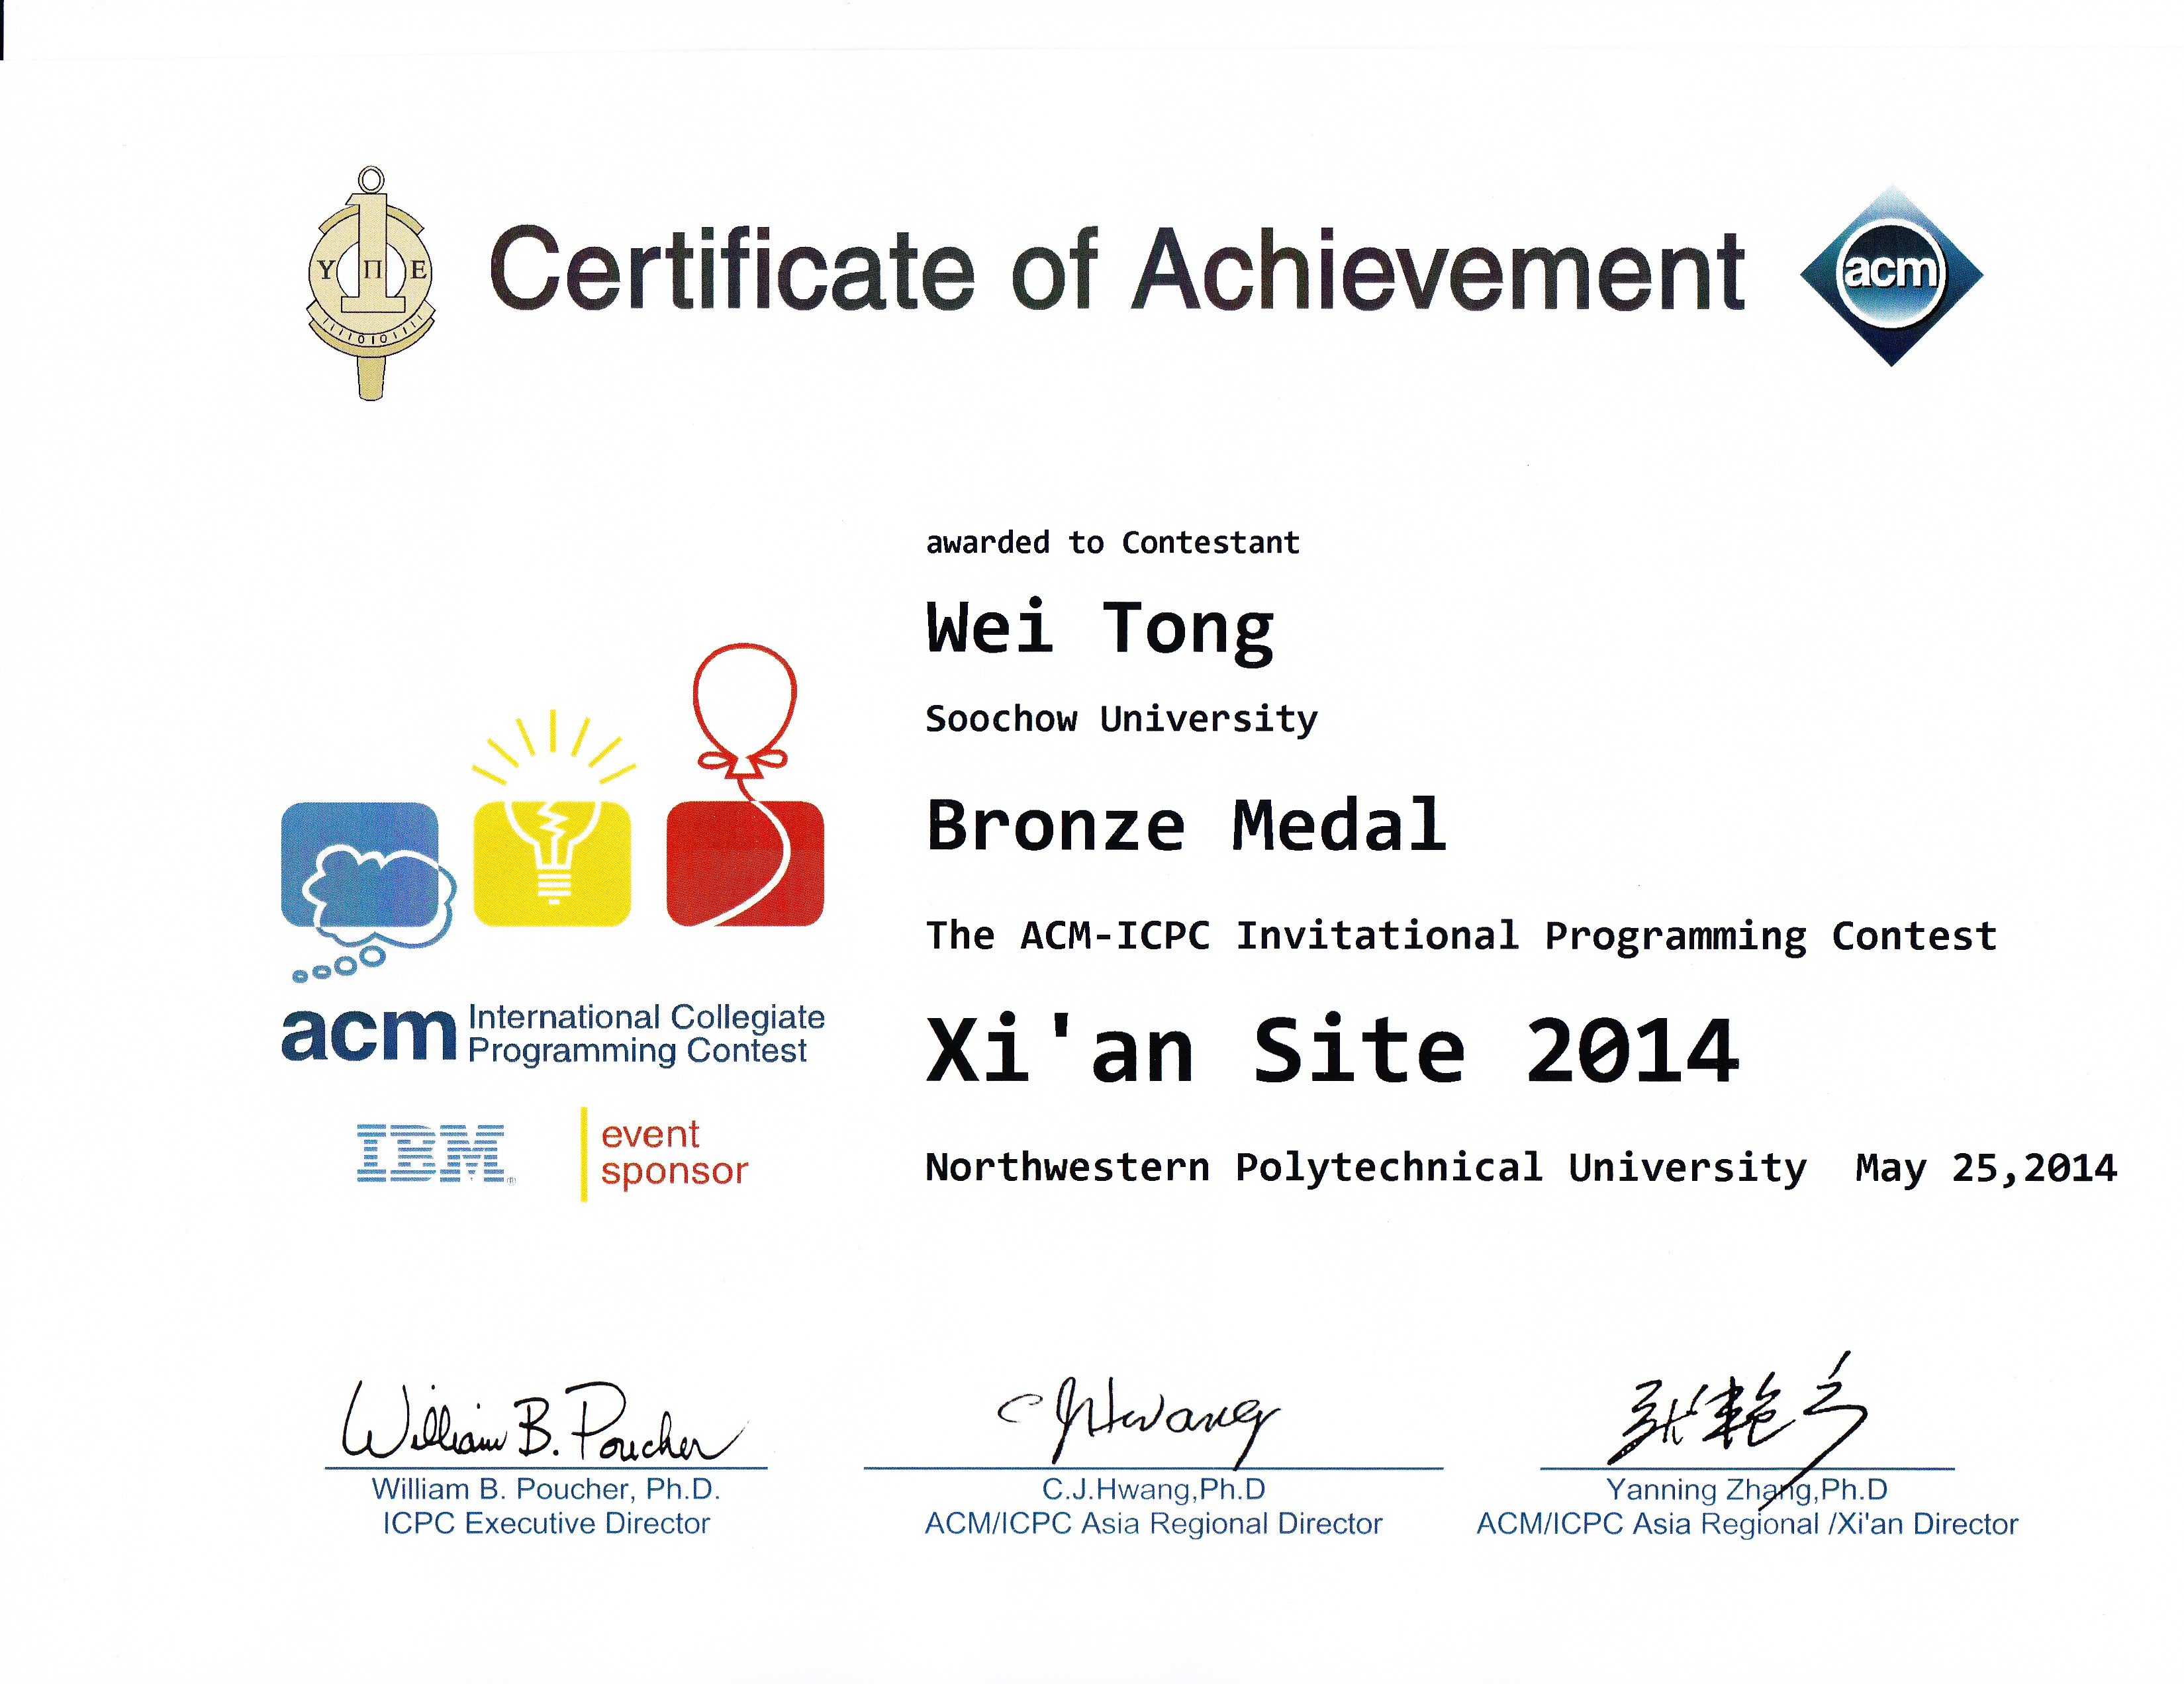 Certificate of Achievement
Υ Π Ε
acm
awarded to Contestant
Wei Tong
Soochow University
Bronze Medal
The ACM-ICPC Invitational Programming Contest
Xi'an Site 2014
Northwestern Polytechnical University May 25,2014
acm International Collegiate
Programming Contest
IBM®
event
sponsor
William B. Poucher
C J Hwang
张艳宁
William B. Poucher, Ph.D.
ICPC Executive Director
C.J.Hwang,Ph.D
ACM/ICPC Asia Regional Director
Yanning Zhang,Ph.D
ACM/ICPC Asia Regional /Xi'an Director